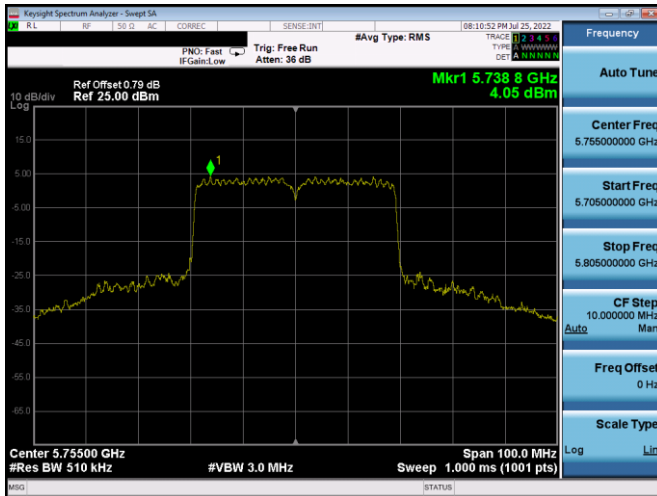 Keysight Spectrum Analyzer - Swept SA
RL RF 50 Ω AC CORREC SENSE:INT 08:10:52 PM Jul 25, 2022
#Avg Type: RMS
TRACE 1 2 3 4 5 6
TYPE A WWWWW
DET A N N N N N
PNO: Fast Trig: Free Run
IFGain:Low Atten: 36 dB
Mkr1 5.738 8 GHz
4.05 dBm
Ref Offset 0.79 dB
10 dB/div Ref 25.00 dBm
Log
15.0
5.00
-5.00
-15.0
-25.0
-35.0
-45.0
-55.0
-65.0
1
Center 5.75500 GHz Span 100.0 MHz
#Res BW 510 kHz #VBW 3.0 MHz Sweep 1.000 ms (1001 pts)
MSG STATUS
Frequency
Auto Tune
Center Freq
5.755000000 GHz
Start Freq
5.705000000 GHz
Stop Freq
5.805000000 GHz
CF Step
10.000000 MHz
Auto Man
Freq Offset
0 Hz
Scale Type
Log Lin